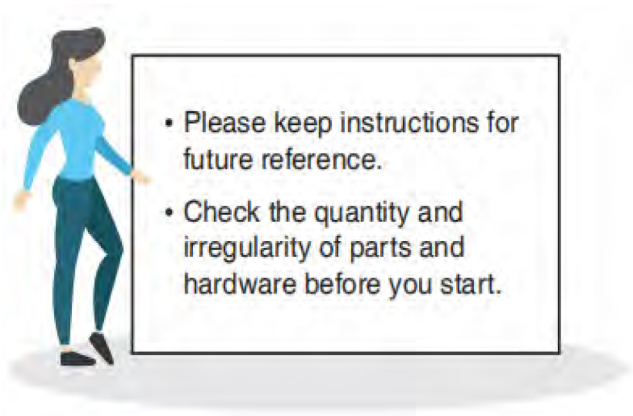 • Please keep instructions for
future reference.
• Check the quantity and
irregularity of parts and
hardware before you start.